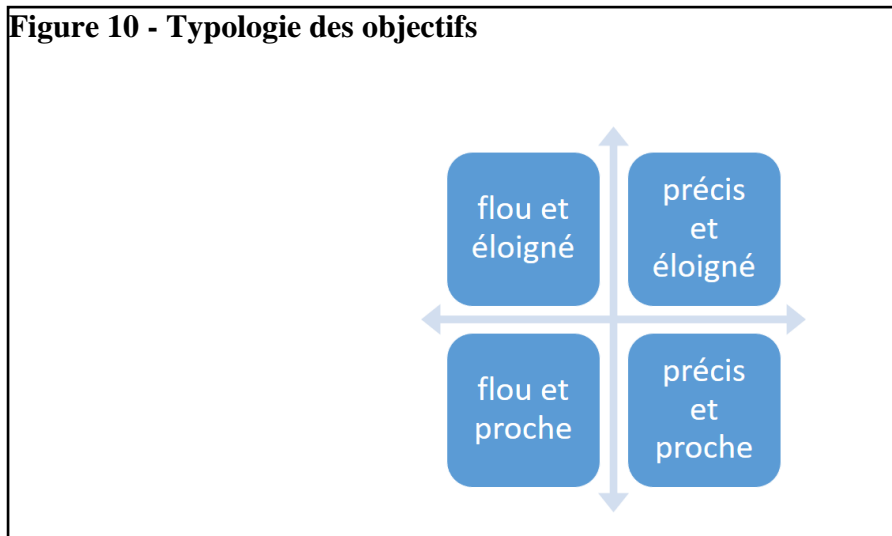 Figure 10 - Typologie des objectifs
flou et
éloigné
précis
et
éloigné
flou et
proche
précis
et
proche